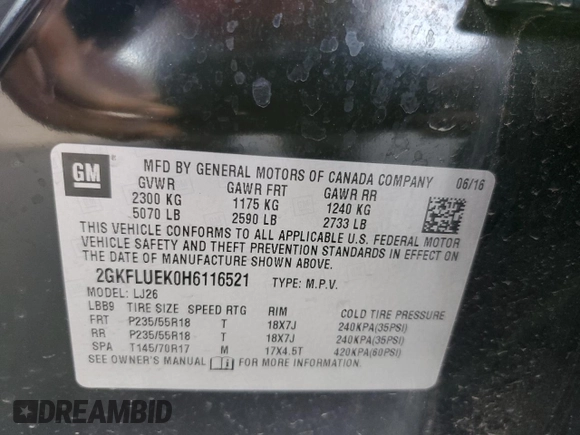 GM
MFD BY GENERAL MOTORS OF CANADA COMPANY 06/16
GVWR GAWR FRT GAWR RR
2300 KG 1175 KG 1240 KG
5070 LB 2590 LB 2733 LB
THIS VEHICLE CONFORMS TO ALL APPLICABLE U.S. FEDERAL MOTOR
VEHICLE SAFETY AND THEFT PREVENTION STANDARDS IN EFFECT ON
THE DATE OF MANUFACTURE SHOWN ABOVE.
2GKFLUEK0H6116521 TYPE: M.P.V.
MODEL: LJ26
LBB9 TIRE SIZE SPEED RTG RIM COLD TIRE PRESSURE
FRT P235/55R18 T 18X7J 240KPA(35PSI)
RR P235/55R18 T 18X7J 240KPA(35PSI)
SPA T145/70R17 M 17X4.5T 420KPA(60PSI)
SEE OWNER'S MANUAL FOR MORE INFORMATION.
DREAMBID